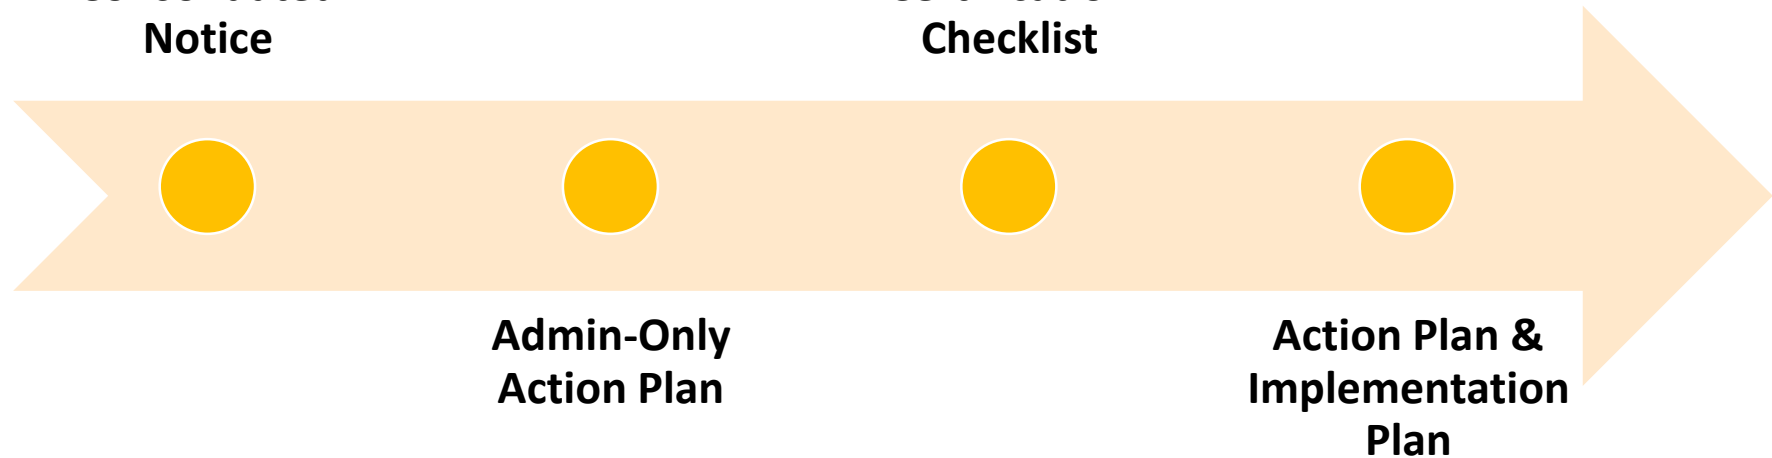 Notice
Checklist
Admin-Only
Action Plan
Action Plan &
Implementation
Plan